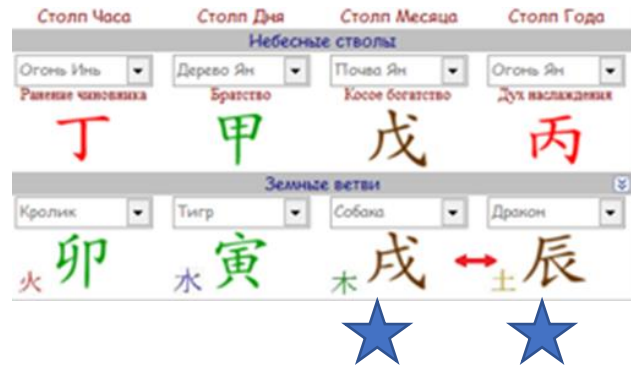 Столп Часа Столп Дня Столп Месяца Столп Года
Небесные стволы
Огонь Инь Дерево Ян Почва Ян Огонь Ян
Ранение чиновника Братство Косое богатство Дух наслаждения
丁 甲 戊 丙
Земные ветви
Кролик Тигр Собака Дракон
火 卯 水 寅 木 戌 土 辰